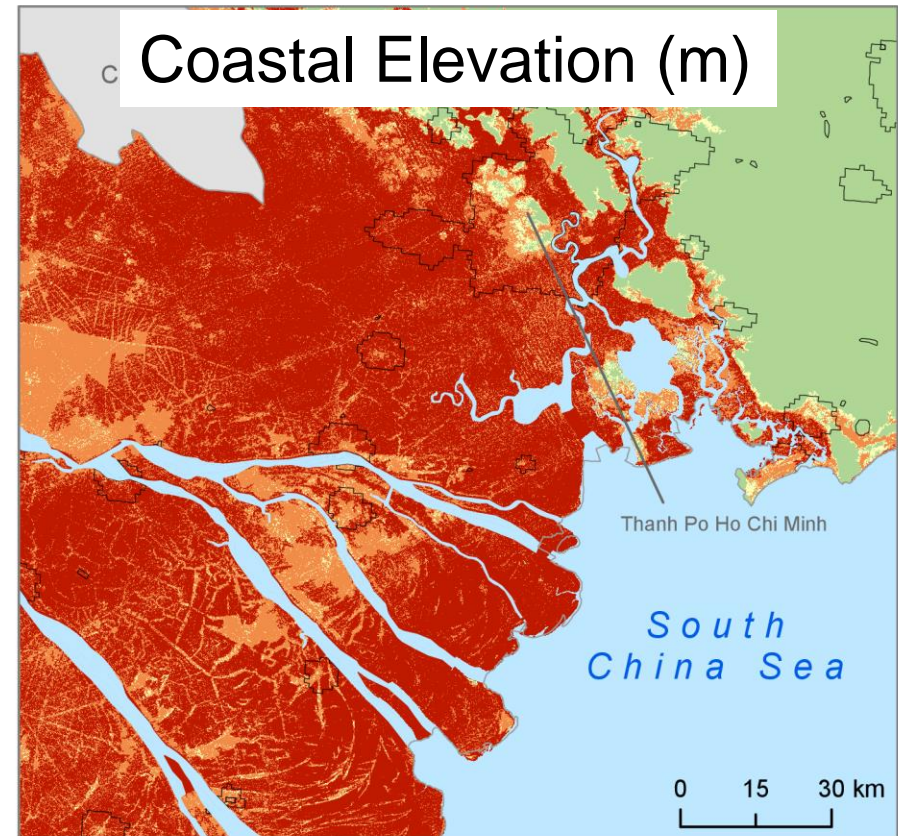 Coastal Elevation (m)
C
Thanh Po Ho Chi Minh
South
China Sea
0 15 30 km